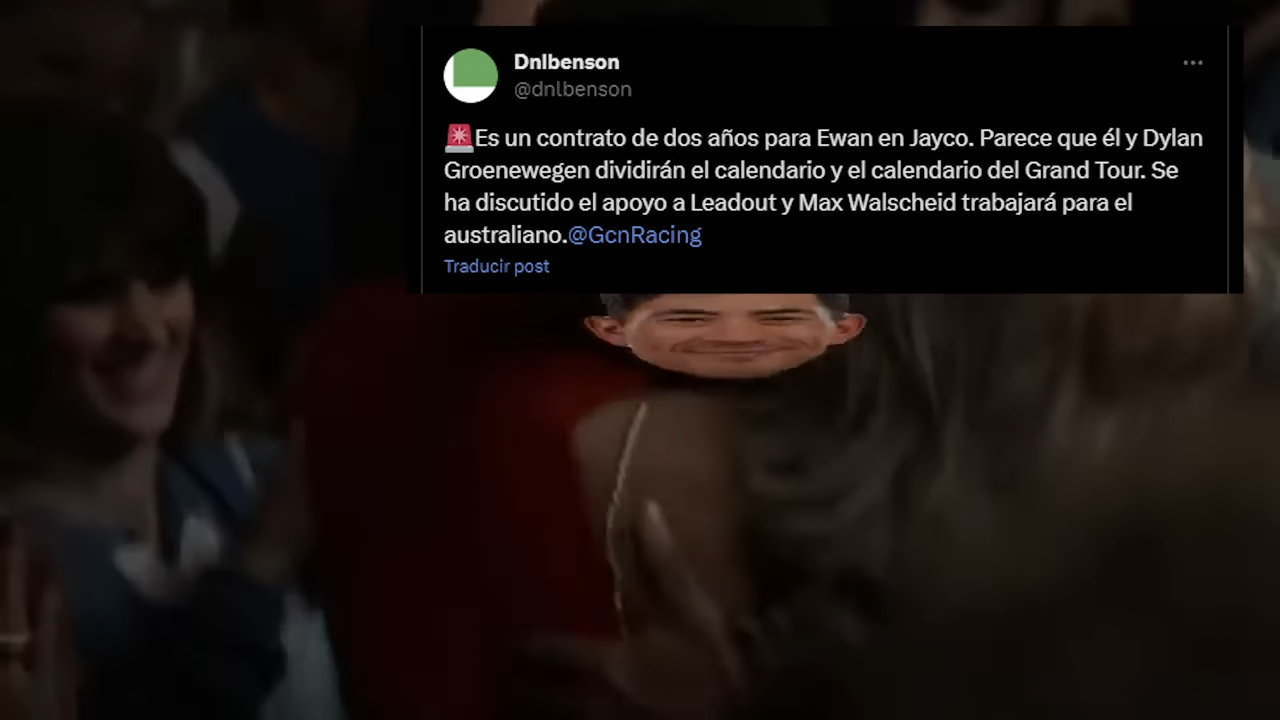 Dnlbenson
@dnlbenson
🚨Es un contrato de dos años para Ewan en Jayco. Parece que él y Dylan
Groenewegen dividirán el calendario y el calendario del Grand Tour. Se
ha discutido el apoyo a Leadout y Max Walscheid trabajará para el
australiano.@GcnRacing
Traducir post